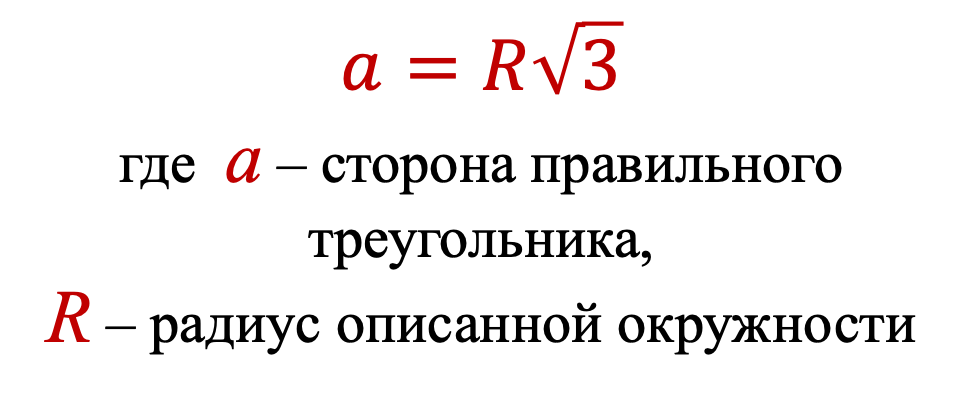 a = R√3
где a – сторона правильного
треугольника,
R – радиус описанной окружности